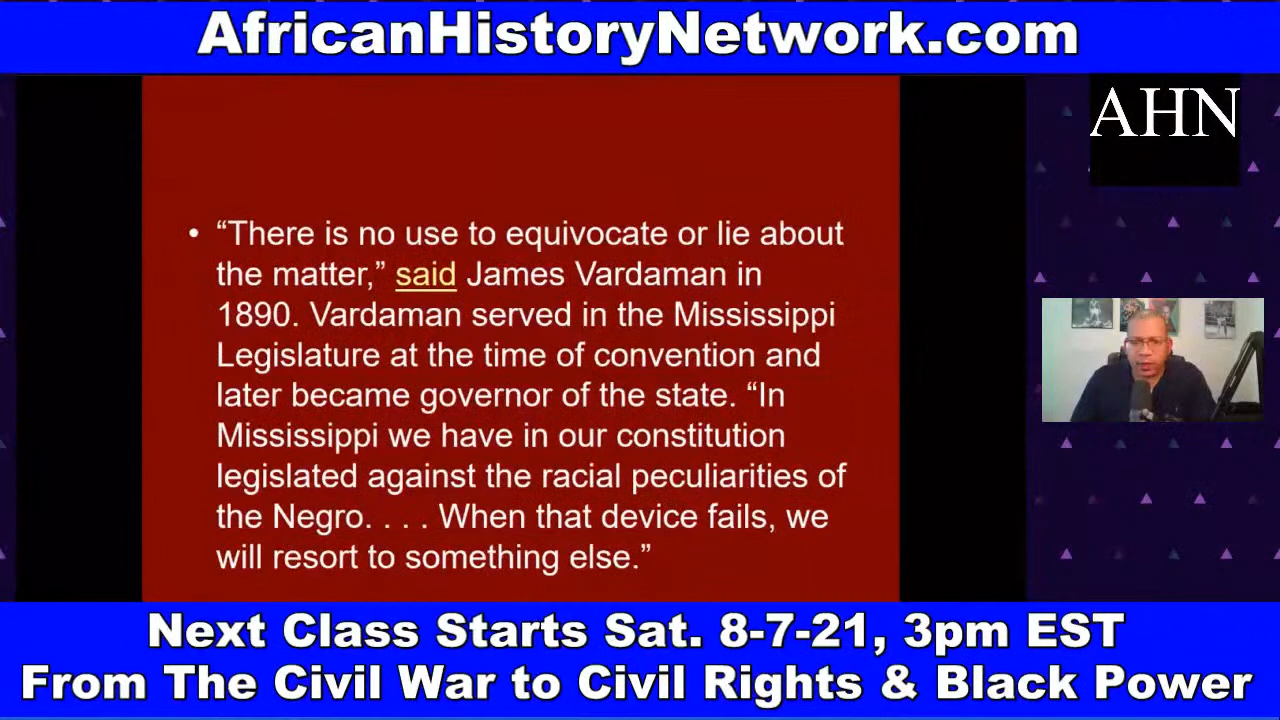 AfricanHistoryNetwork.com
AHN
• “There is no use to equivocate or lie about
the matter,” said James Vardaman in
1890. Vardaman served in the Mississippi
Legislature at the time of convention and
later became governor of the state. “In
Mississippi we have in our constitution
legislated against the racial peculiarities of
the Negro. . . . When that device fails, we
will resort to something else.”
Next Class Starts Sat. 8-7-21, 3pm EST
From The Civil War to Civil Rights & Black Power